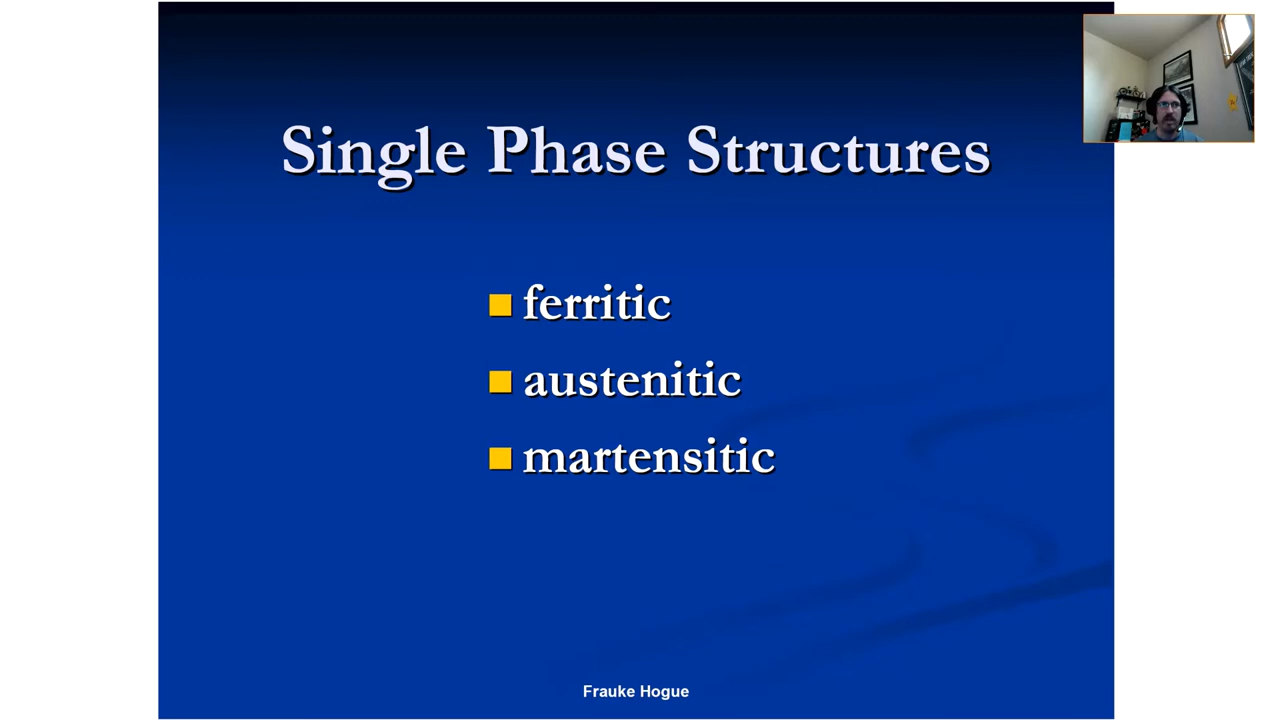 Single Phase Structures
ferritic
austenitic
martensitic
Frauke Hogue